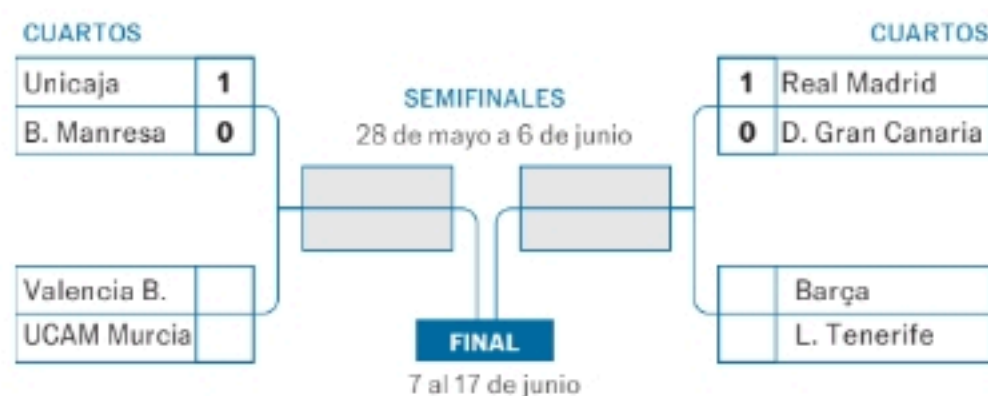 CUARTOS
Unicaja 1
B. Manresa 0
Valencia B.
UCAM Murcia
SEMIFINALES
28 de mayo a 6 de junio
FINAL
7 al 17 de junio
CUARTOS
1 Real Madrid
0 D. Gran Canaria
Barça
L. Tenerife